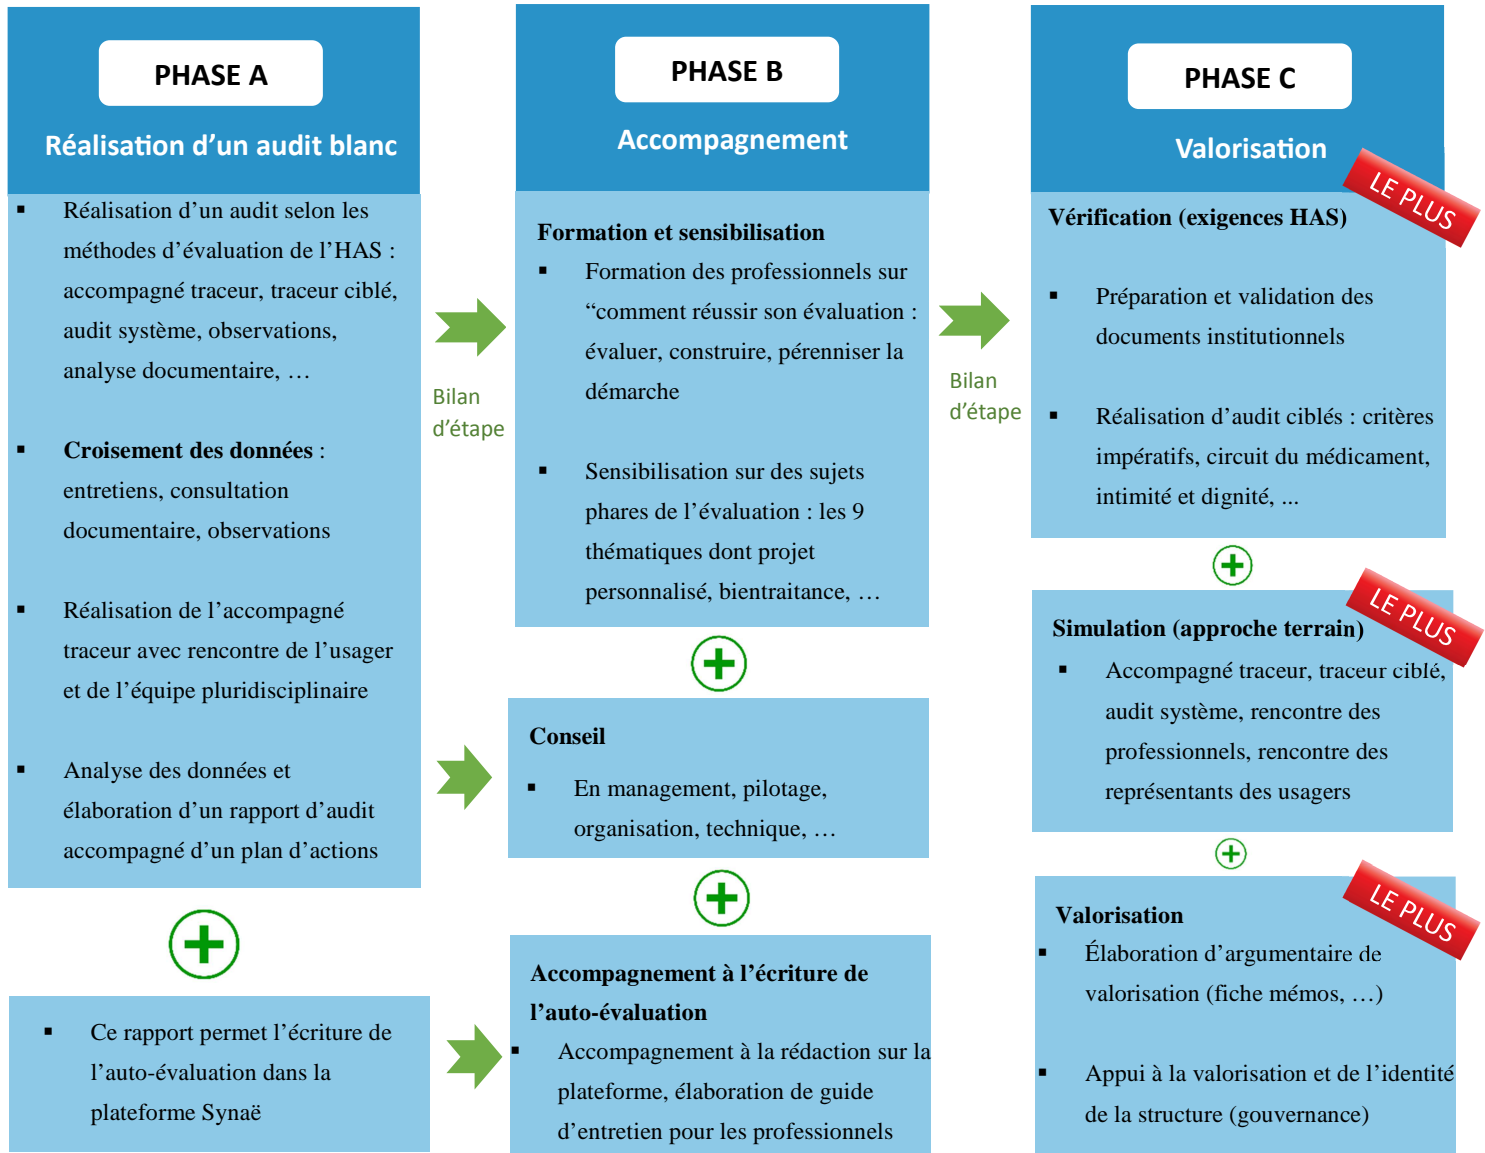 PHASE A
Réalisation d’un audit blanc
▪ Réalisation d’un audit selon les
méthodes d’évaluation de l’HAS :
accompagné traceur, traceur ciblé,
audit système, observations,
analyse documentaire, …
▪ Croisement des données :
entretiens, consultation
documentaire, observations
▪ Réalisation de l’accompagné
traceur avec rencontre de l’usager
et de l’équipe pluridisciplinaire
▪ Analyse des données et
élaboration d’un rapport d’audit
accompagné d’un plan d’actions
▪ Ce rapport permet l’écriture de
l’auto-évaluation dans la
plateforme Synaë
Bilan
d’étape
PHASE B
Accompagnement
Formation et sensibilisation
▪ Formation des professionnels sur
“comment réussir son évaluation :
évaluer, construire, pérenniser la
démarche
▪ Sensibilisation sur des sujets
phares de l’évaluation : les 9
thématiques dont projet
personnalisé, bientraitance, …
Conseil
▪ En management, pilotage,
organisation, technique, …
Accompagnement à l’écriture de
l’auto-évaluation
▪ Accompagnement à la rédaction sur la
plateforme, élaboration de guide
d’entretien pour les professionnels
Bilan
d’étape
PHASE C
Valorisation
LE PLUS
Vérification (exigences HAS)
▪ Préparation et validation des
documents institutionnels
▪ Réalisation d’audit ciblés : critères
impératifs, circuit du médicament,
intimité et dignité, ...
LE PLUS
Simulation (approche terrain)
▪ Accompagné traceur, traceur ciblé,
audit système, rencontre des
professionnels, rencontre des
représentants des usagers
LE PLUS
Valorisation
▪ Élaboration d’argumentaire de
valorisation (fiche mémos, …)
▪ Appui à la valorisation et de l’identité
de la structure (gouvernance)